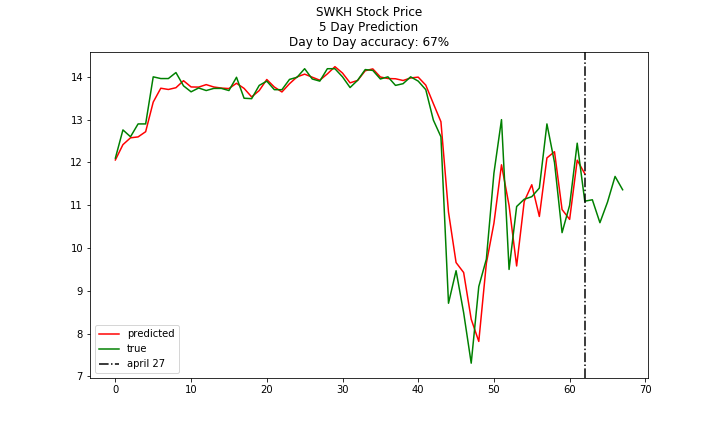 SWKH Stock Price
5 Day Prediction
Day to Day accuracy: 67%
14
13
12
11
10
9
8
7
predicted
true
april 27
0 10 20 30 40 50 60 70